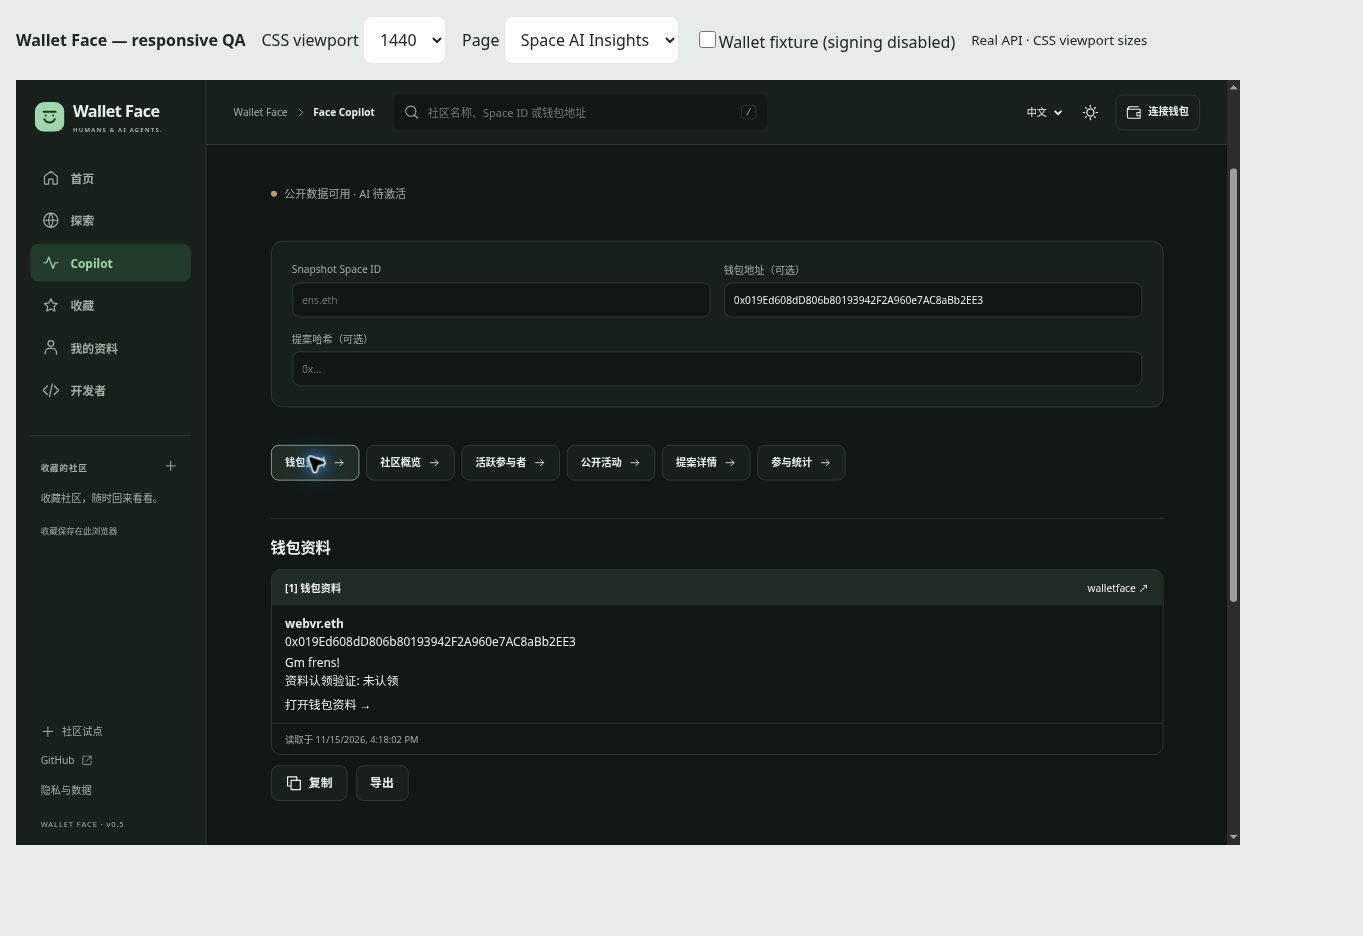 Wallet Face — responsive QA CSS viewport 1440 Page Space AI Insights Wallet fixture (signing disabled) Real API · CSS viewport sizes
Wallet Face
HUMANS & AI AGENTS.
首页
探索
Copilot
收藏
我的资料
开发者
收藏的社区
收藏社区，随时回来看看。
收藏保存在此浏览器
社区试点
GitHub
隐私与数据
WALLET FACE · v0.5
Wallet Face > Face Copilot 社区名称、Space ID 或钱包地址 / 中文 连接钱包
公开数据可用 · AI 待激活
Snapshot Space ID
ens.eth
钱包地址（可选）
0x019Ed608dD806b80193942F2A960e7AC8aBb2EE3
提案哈希（可选）
0x...
钱包 → 社区概览 → 活跃参与者 → 公开活动 → 提案详情 → 参与统计 →
钱包资料
[1] 钱包资料 walletface ↗
webvr.eth
0x019Ed608dD806b80193942F2A960e7AC8aBb2EE3
Gm frens!
资料认领验证: 未认领
打开钱包资料 →
读取于 11/15/2026, 4:18:02 PM
复制 导出